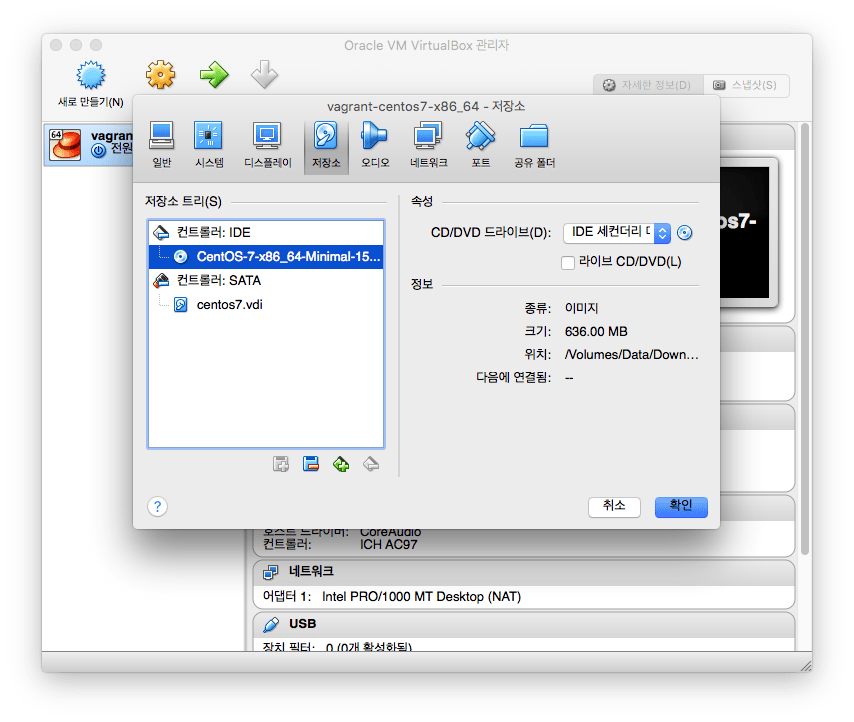 Oracle VM VirtualBox 관리자
새로 만들기(N)
자세한 정보(D)
스냅샷(S)
64
vagran
전원
vagrant-centos7-x86_64 - 저장소
일반
시스템
디스플레이
저장소
오디오
네트워크
포트
공유 폴더
저장소 트리(S)
컨트롤러: IDE
CentOS-7-x86_64-Minimal-15...
컨트롤러: SATA
centos7.vdi
속성
CD/DVD 드라이브(D): IDE 세컨더리
라이브 CD/DVD(L)
정보
종류: 이미지
크기: 636.00 MB
위치: /Volumes/Data/Down...
다음에 연결됨: --
os7-
?
취소
확인
호스트 드라이버: CoreAudio
컨트롤러: ICH AC97
네트워크
어댑터 1: Intel PRO/1000 MT Desktop (NAT)
USB
장치 필터: 0 (0개 활성화됨)